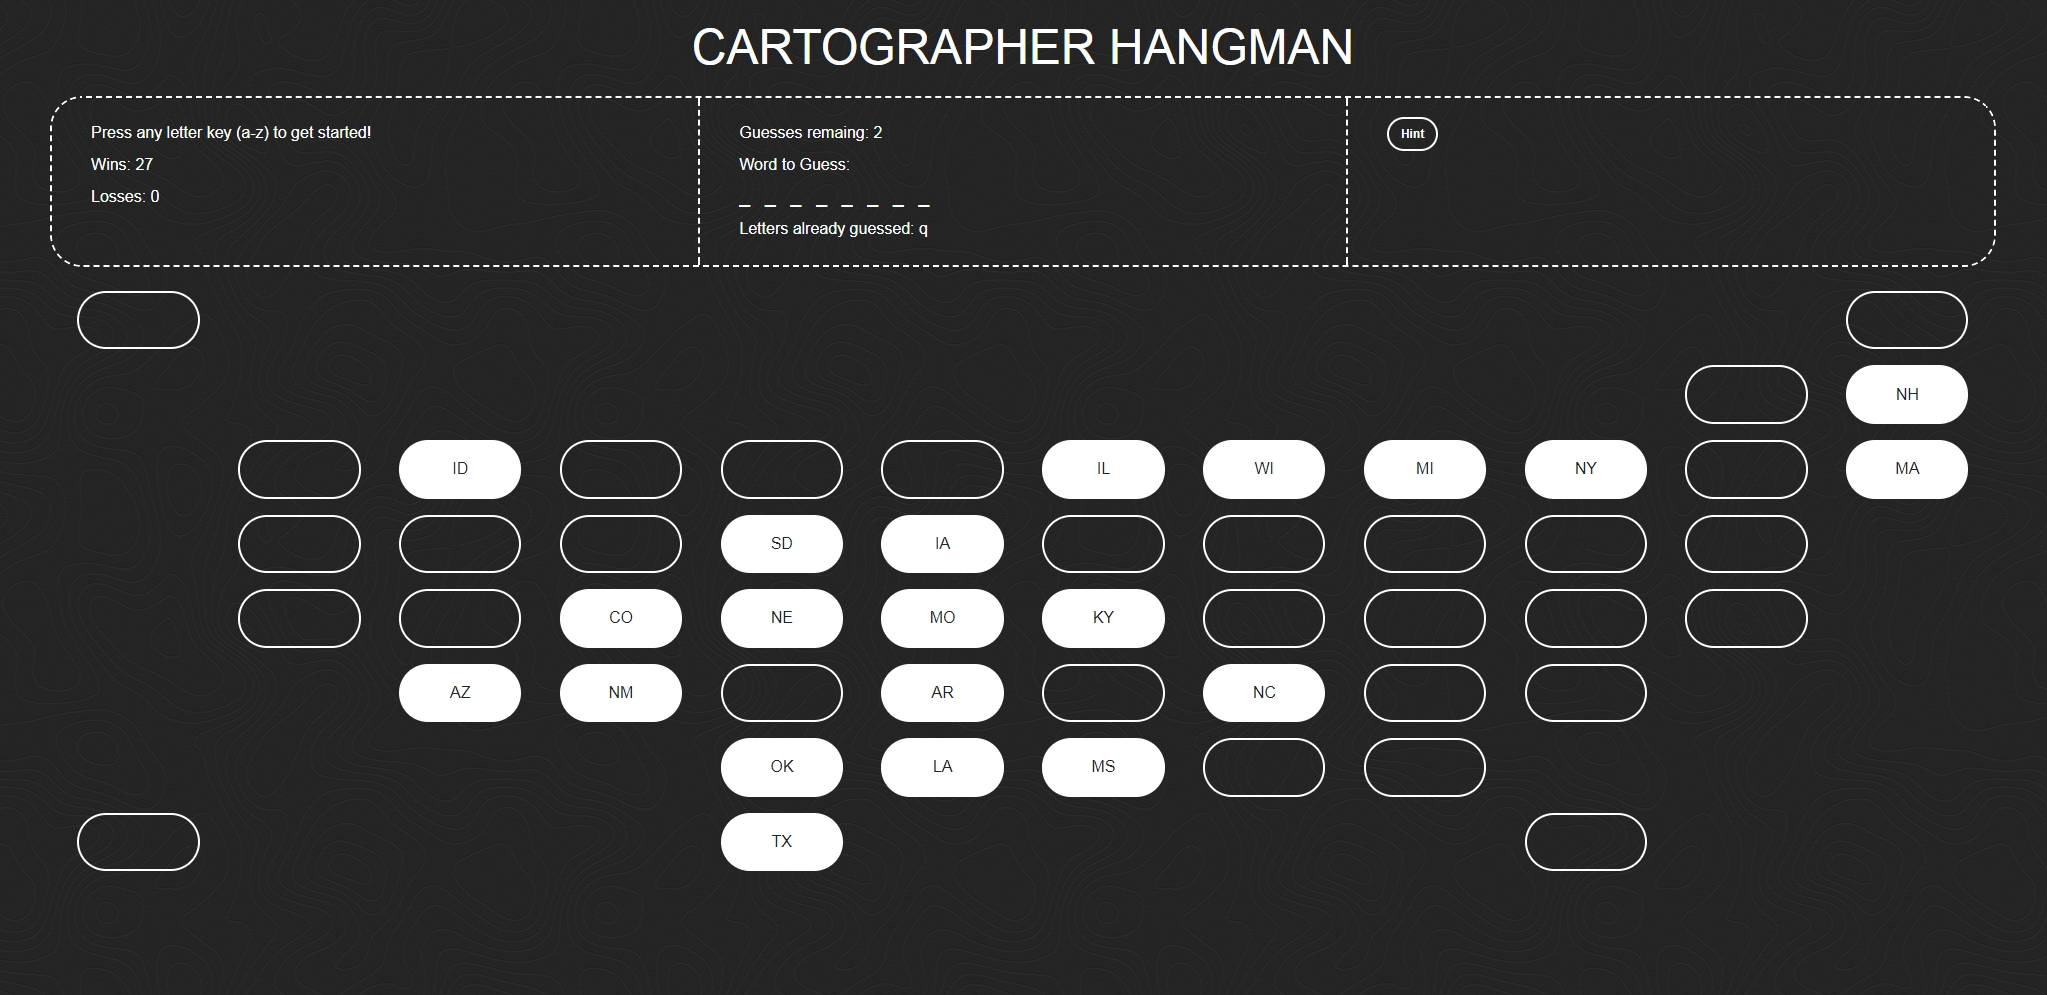 CARTOGRAPHER HANGMAN
Press any letter key (a-z) to get started!
Wins: 27
Losses: 0
Guesses remaing: 2
Word to Guess:
_ _ _ _ _ _ _ _
Letters already guessed: q
Hint
NH
ID
IL
WI
MI
NY
MA
SD
IA
CO
NE
MO
KY
AZ
NM
AR
NC
OK
LA
MS
TX